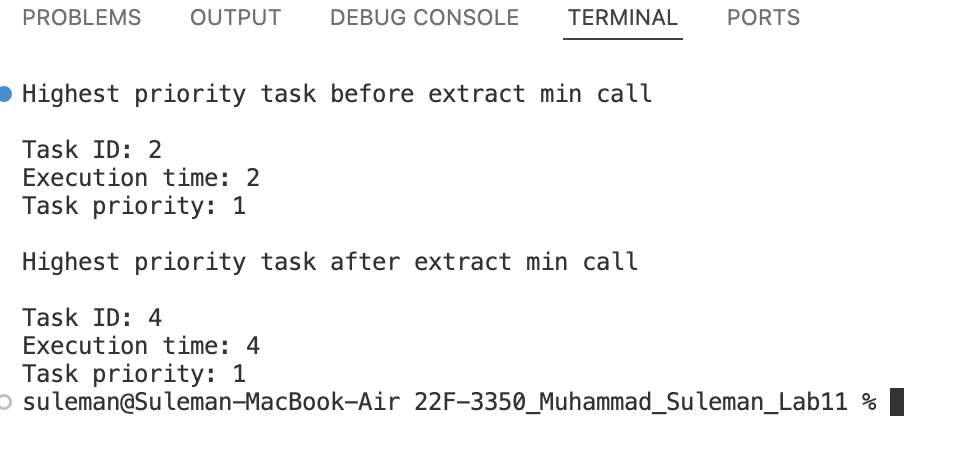 PROBLEMS OUTPUT DEBUG CONSOLE TERMINAL PORTS
Highest priority task before extract min call
Task ID: 2
Execution time: 2
Task priority: 1
Highest priority task after extract min call
Task ID: 4
Execution time: 4
Task priority: 1
suleman@Suleman-MacBook-Air 22F-3350_Muhammad_Suleman_Lab11 %